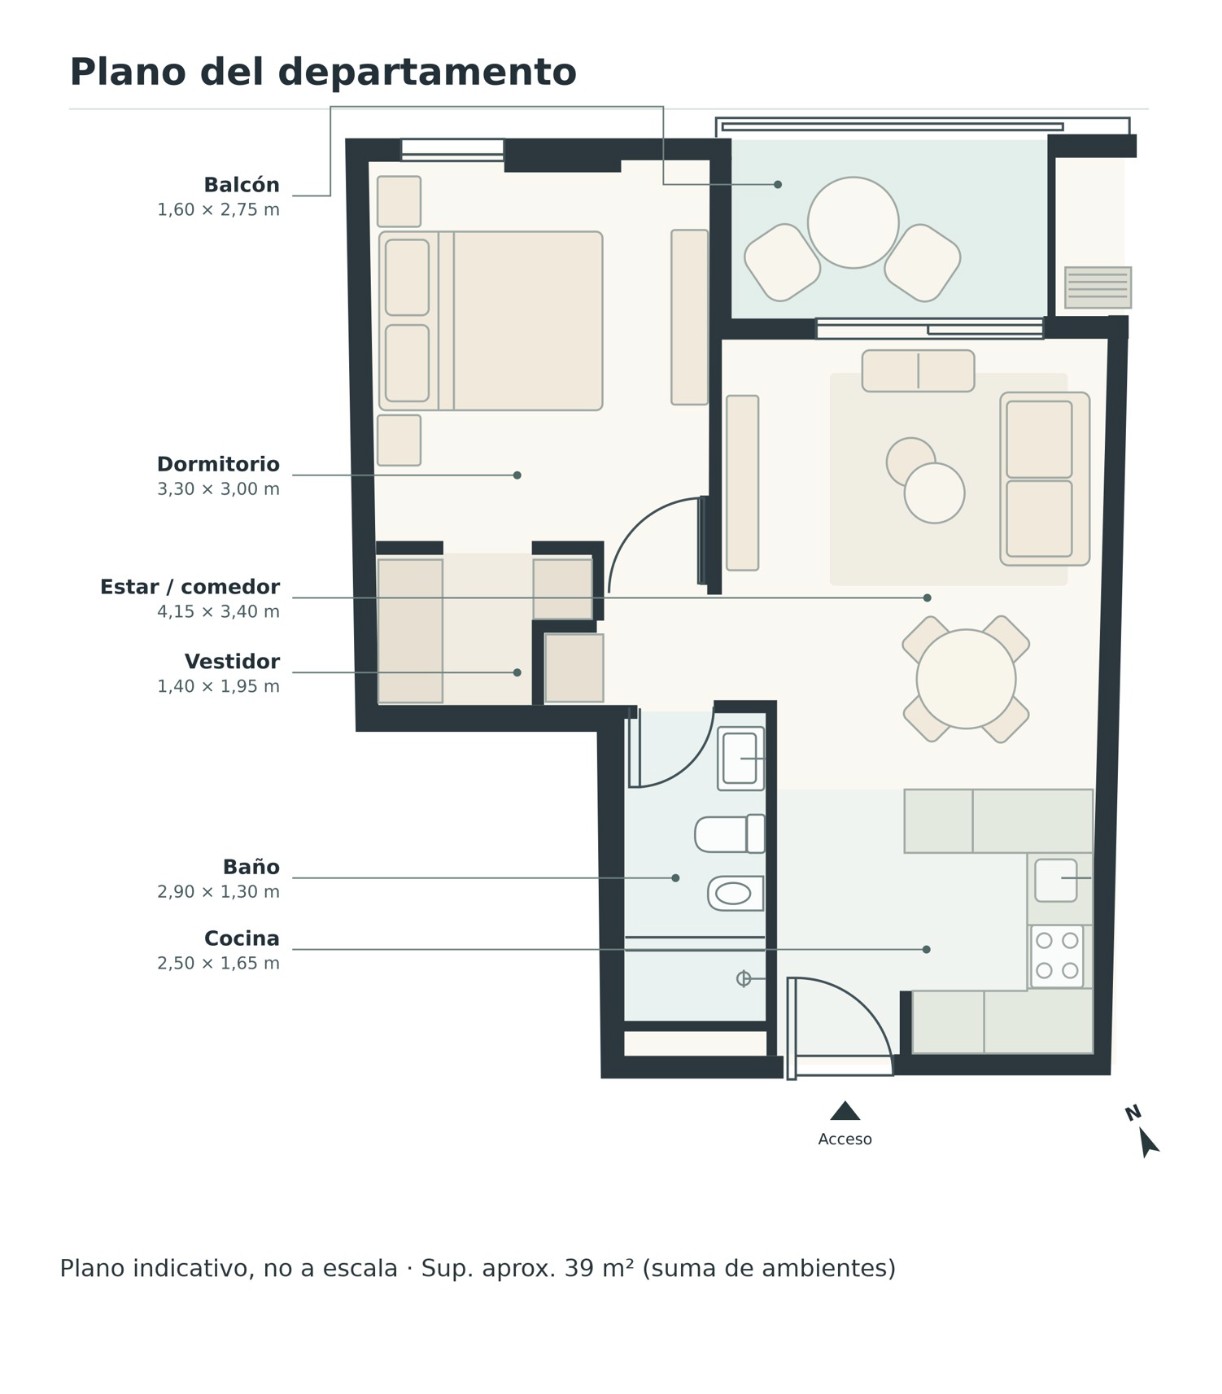 Plano del departamento
Balcón
1,60 × 2,75 m
Dormitorio
3,30 × 3,00 m
Estar / comedor
4,15 × 3,40 m
Vestidor
1,40 × 1,95 m
Baño
2,90 × 1,30 m
Cocina
2,50 × 1,65 m
N
Acceso
Plano indicativo, no a escala · Sup. aprox. 39 m² (suma de ambientes)